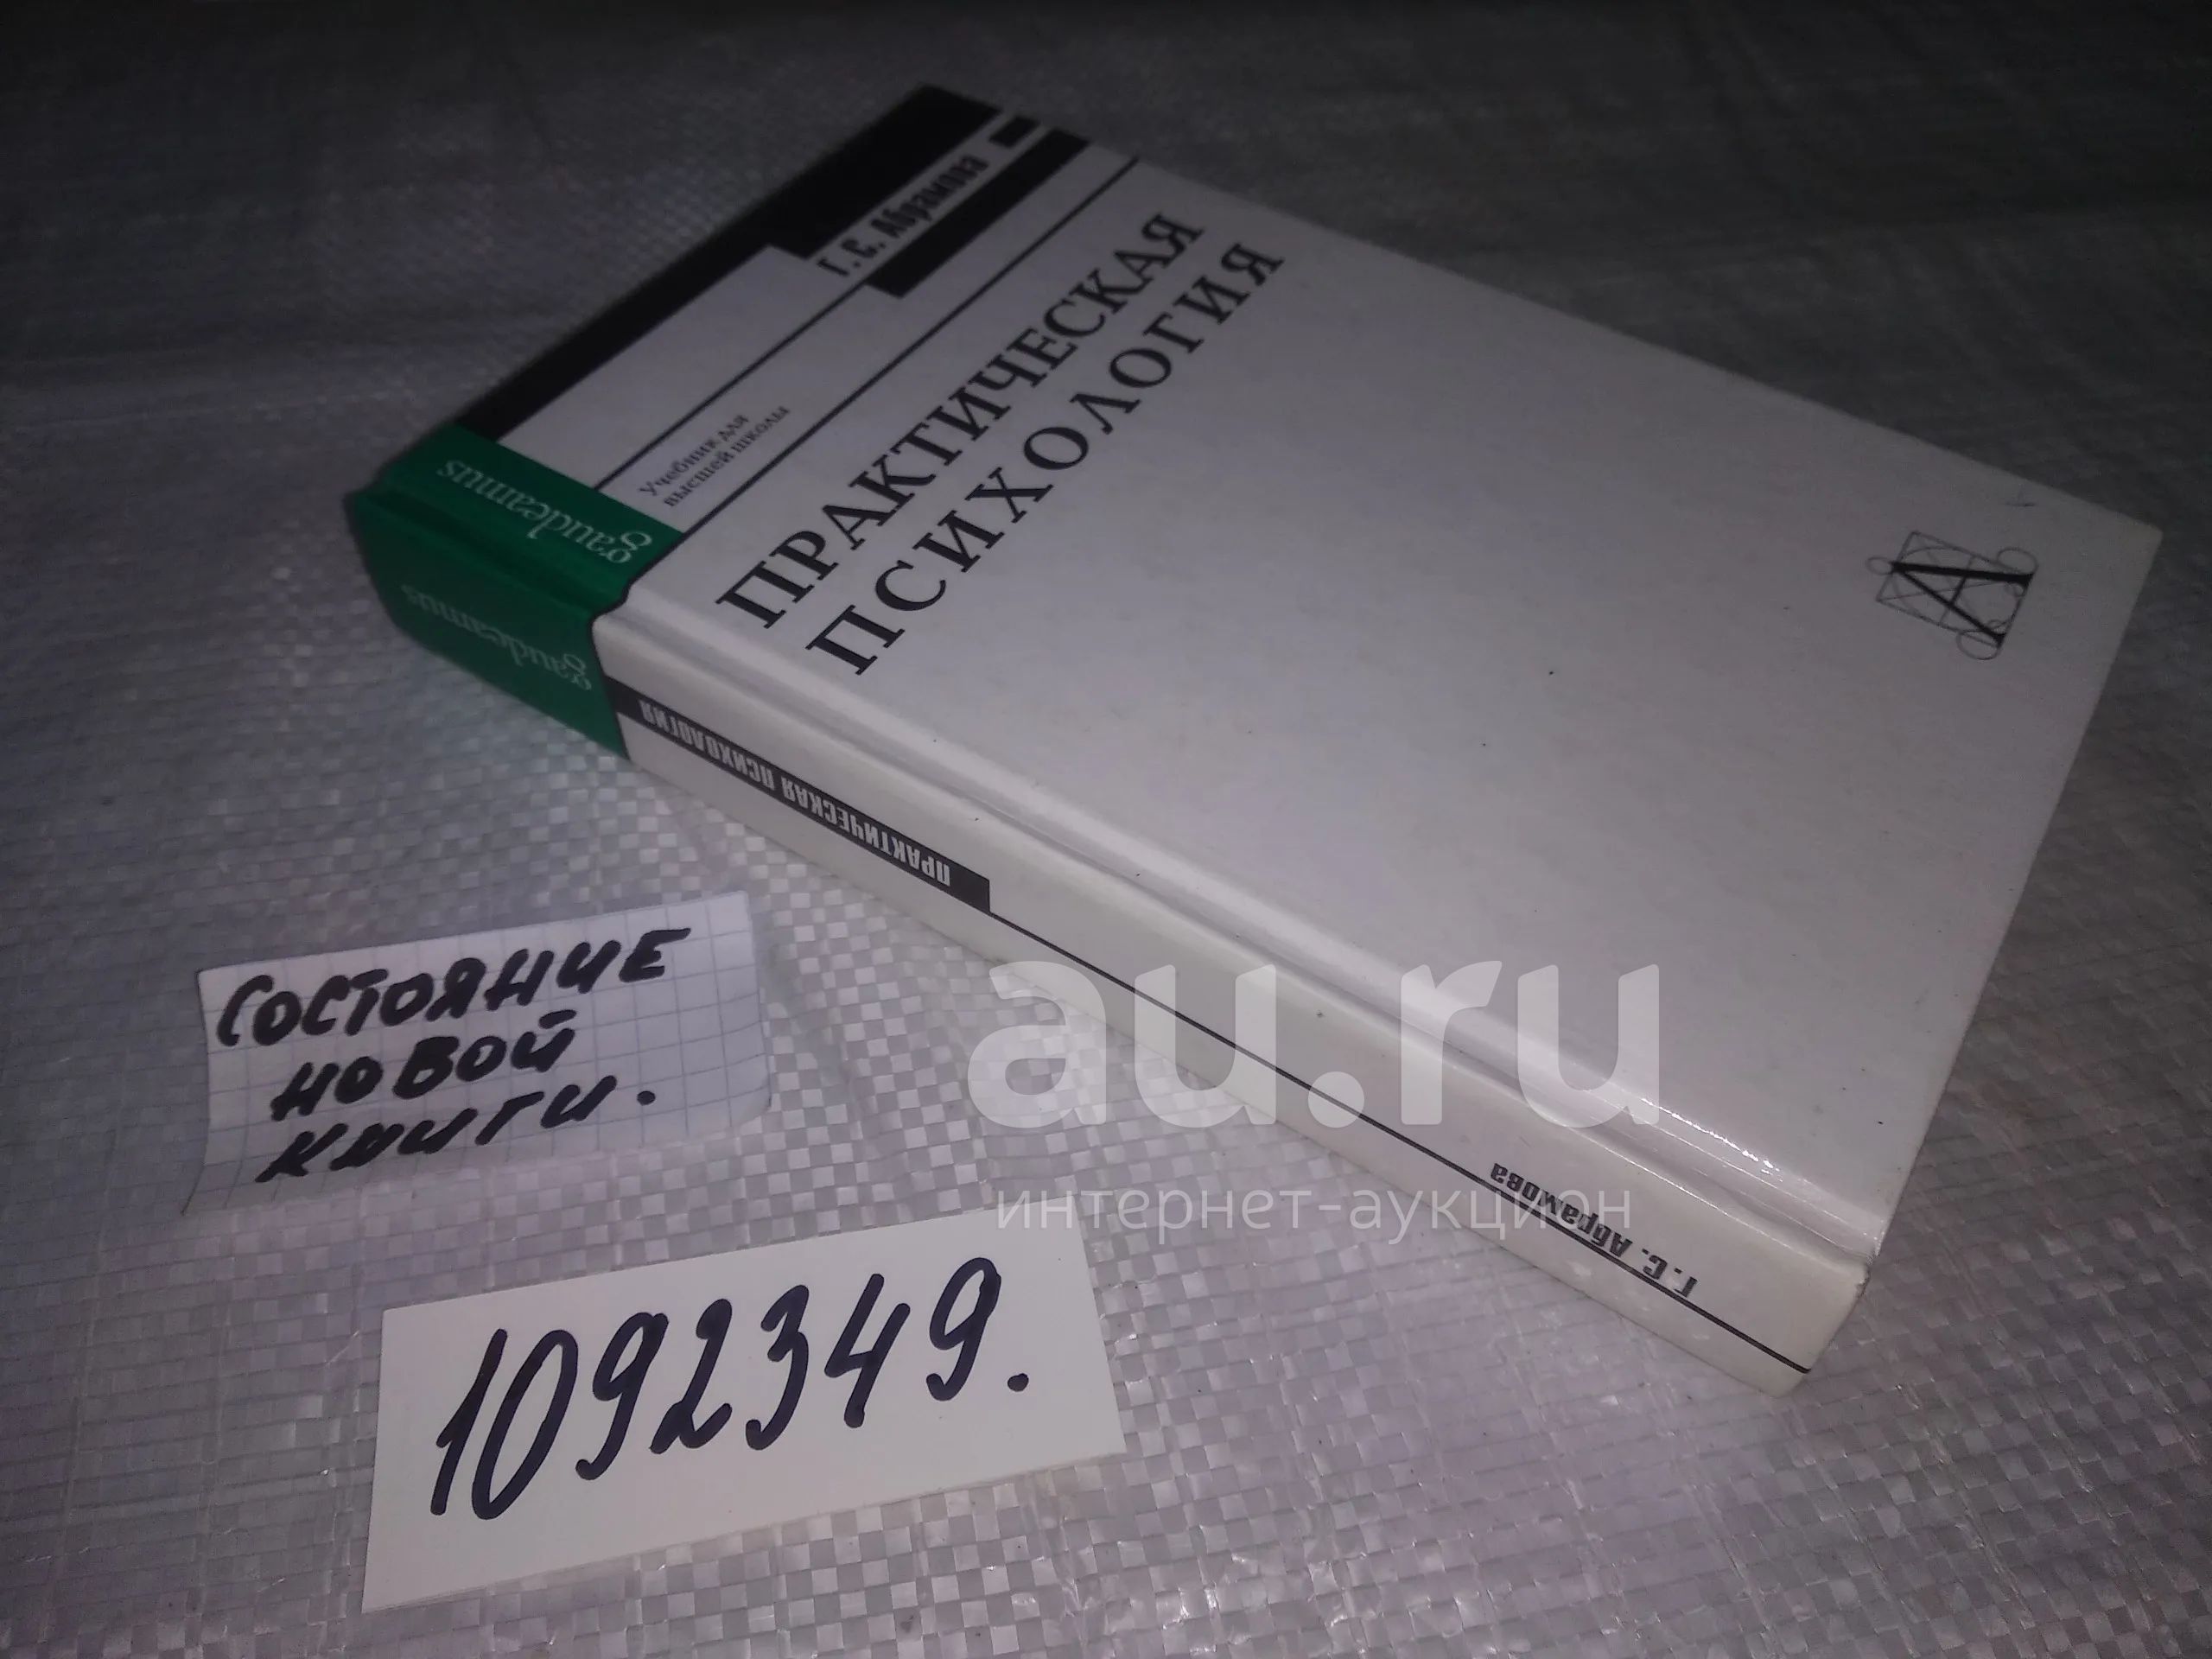 Г. С. Абрамова
Учебник для
высшей школы
gaudeamus
ПРАКТИЧЕСКАЯ
ПСИХОЛОГИЯ
А
gaudeamus
ПРАКТИЧЕСКАЯ ПСИХОЛОГИЯ
Г. С. Абрамова
СОСТОЯНИЕ
НОВОЙ
КНИГИ.
1092349.
au.ru
интернет-аукцион